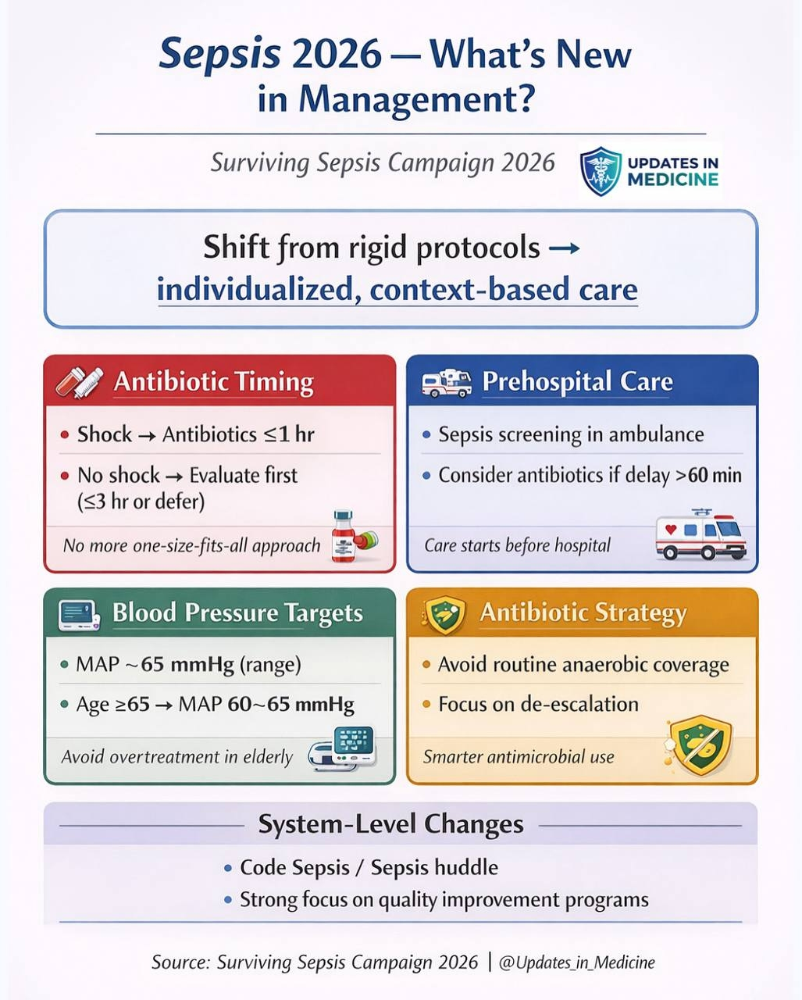 Sepsis 2026 — What's New
in Management?
Surviving Sepsis Campaign 2026
UPDATES IN
MEDICINE
Shift from rigid protocols →
individualized, context-based care
Antibiotic Timing
• Shock → Antibiotics ≤1 hr
• No shock → Evaluate first
(≤3 hr or defer)
No more one-size-fits-all approach
Prehospital Care
• Sepsis screening in ambulance
• Consider antibiotics if delay >60 min
Care starts before hospital
Blood Pressure Targets
• MAP ~65 mmHg (range)
• Age ≥65 → MAP 60~65 mmHg
Avoid overtreatment in elderly
Antibiotic Strategy
• Avoid routine anaerobic coverage
• Focus on de-escalation
Smarter antimicrobial use
System-Level Changes
• Code Sepsis / Sepsis huddle
• Strong focus on quality improvement programs
Source: Surviving Sepsis Campaign 2026 | @Updates_in_Medicine